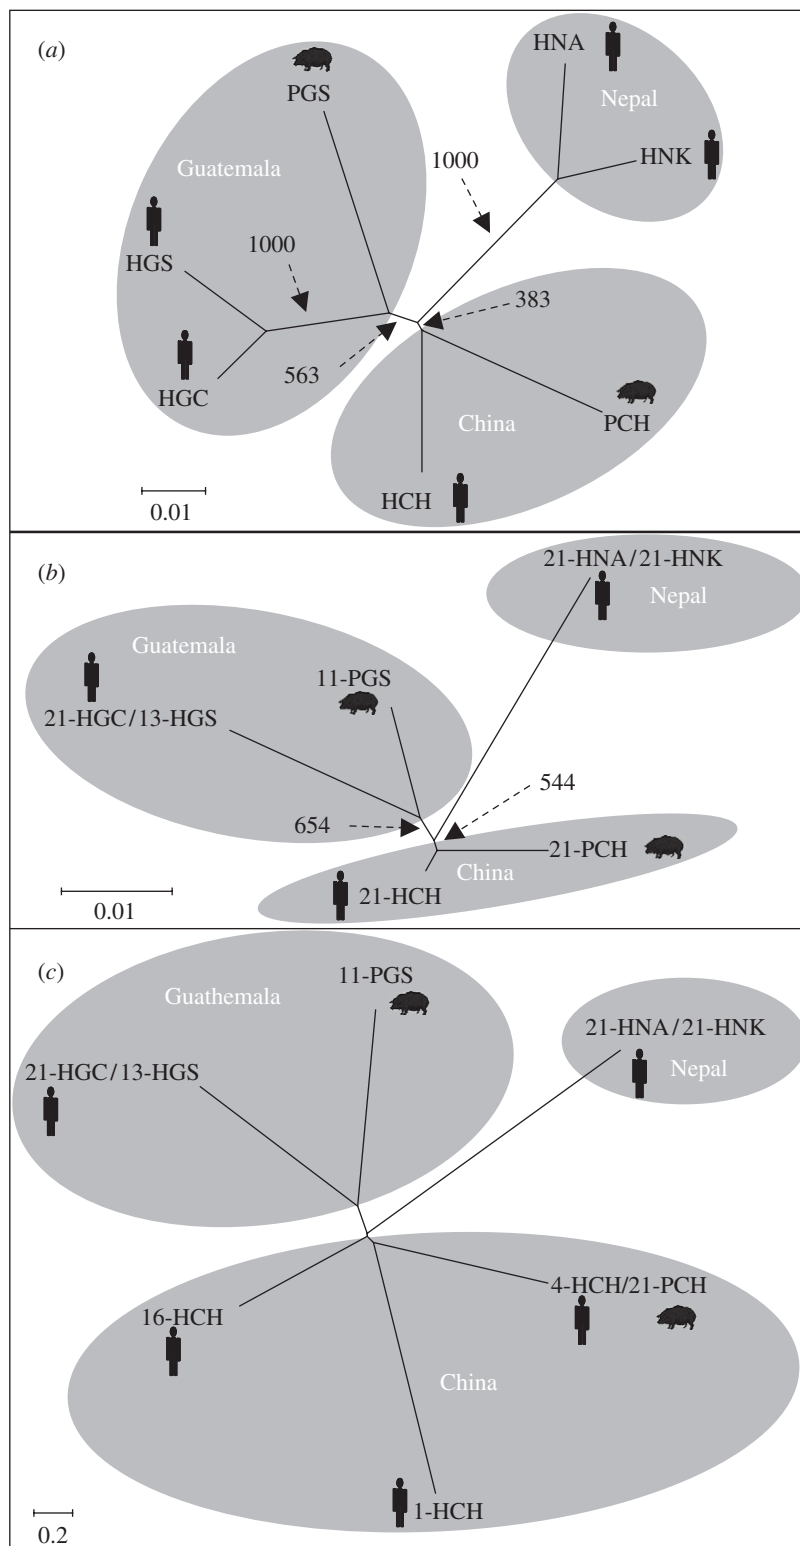 (a)
HNA
PGS
Nepal
HNK
1000
Guatemala
1000
HGS
383
563
HGC
China
PCH
HCH
0.01
(b)
21-HNA/21-HNK
Nepal
Guatemala
11-PGS
21-HGC/13-HGS
544
654
21-PCH
China
21-HCH
0.01
(c)
11-PGS
Guathemala
21-HNA/21-HNK
Nepal
21-HGC/13-HGS
4-HCH/21-PCH
16-HCH
China
1-HCH
0.2